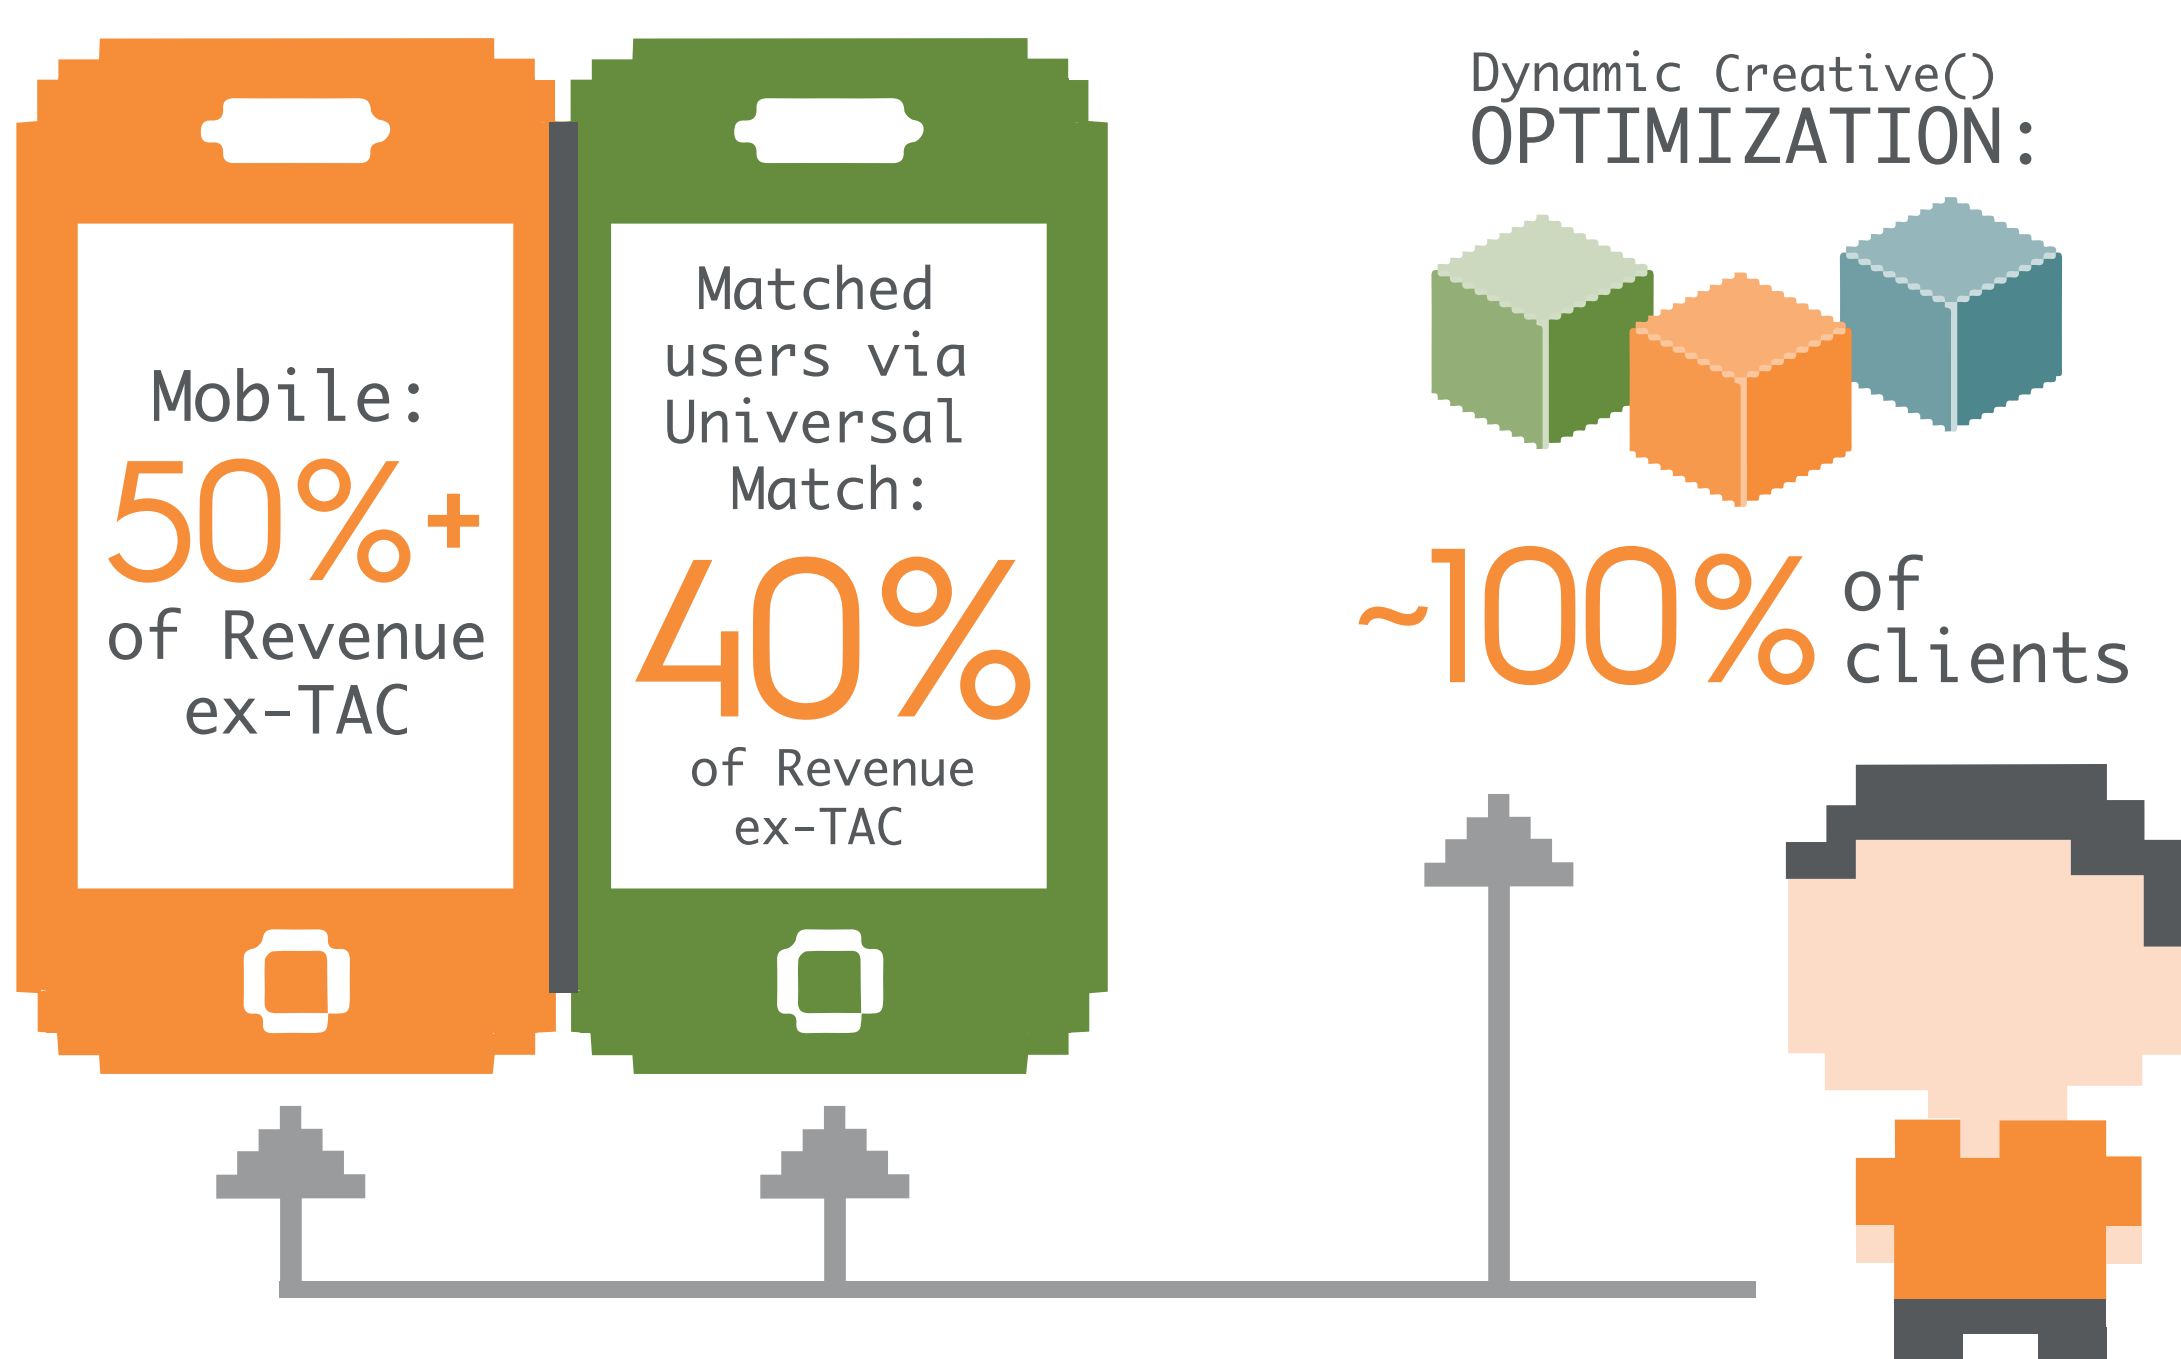 Mobile:
50%+
of Revenue
ex-TAC
Matched
users via
Universal
Match:
40%
of Revenue
ex-TAC
Dynamic Creative()
OPTIMIZATION:
~100% of
clients